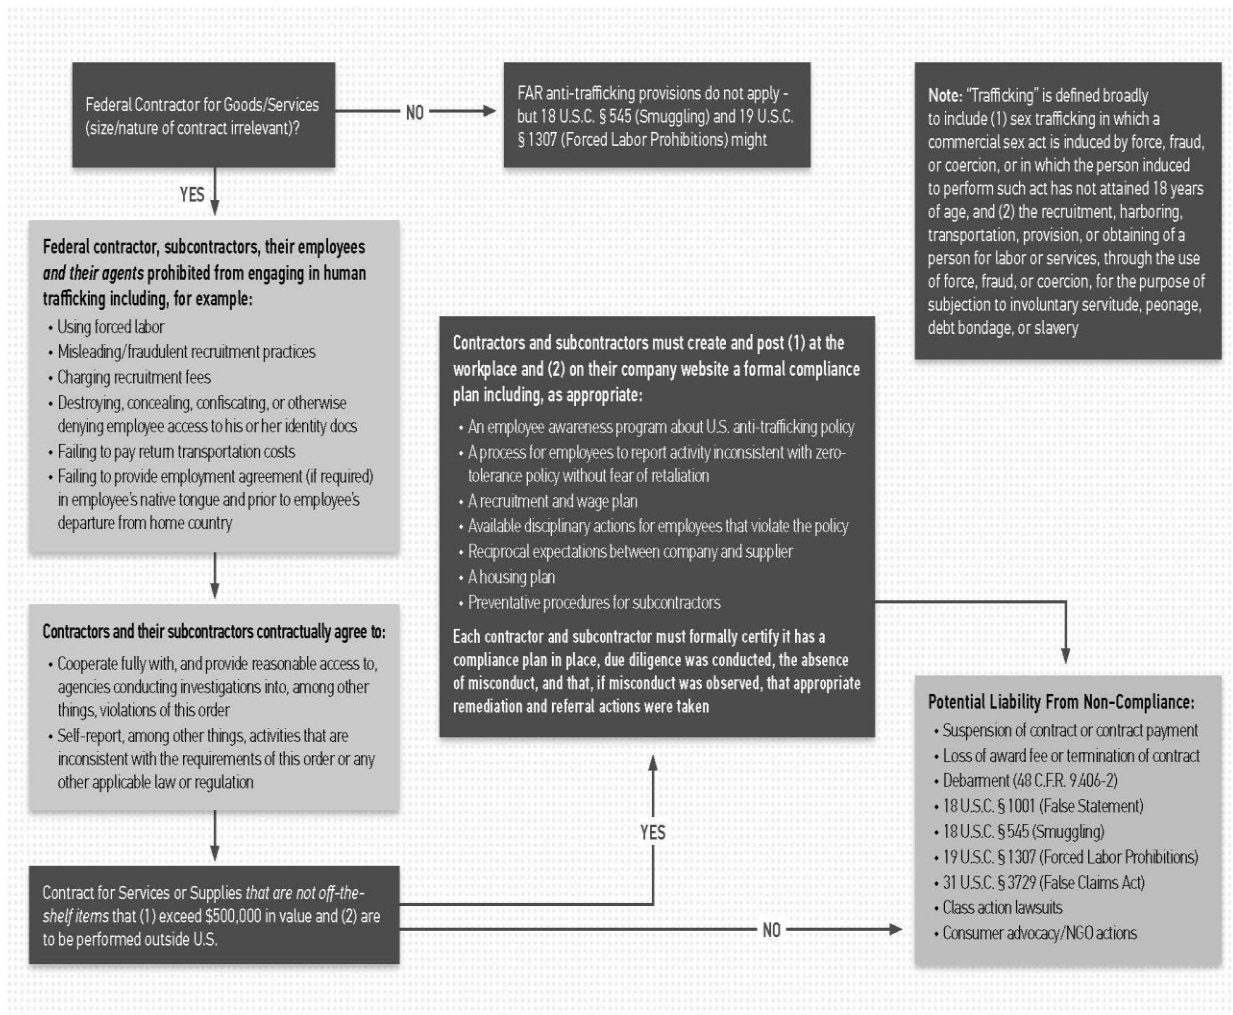 Federal Contractor for Goods/Services
(size/nature of contract irrelevant)?
NO
FAR anti-trafficking provisions do not apply -
but 18 U.S.C. § 545 (Smuggling) and 19 U.S.C.
§ 1307 (Forced Labor Prohibitions) might
Note: "Trafficking" is defined broadly
to include (1) sex trafficking in which a
commercial sex act is induced by force, fraud,
or coercion, or in which the person induced
to perform such act has not attained 18 years
of age, and (2) the recruitment, harboring,
transportation, provision, or obtaining of a
person for labor or services, through the use
of force, fraud, or coercion, for the purpose of
subjection to involuntary servitude, peonage,
debt bondage, or slavery
YES
Federal contractor, subcontractors, their employees
and their agents prohibited from engaging in human
trafficking including, for example:
• Using forced labor
• Misleading/fraudulent recruitment practices
• Charging recruitment fees
• Destroying, concealing, confiscating, or otherwise
denying employee access to his or her identity docs
• Failing to pay return transportation costs
• Failing to provide employment agreement (if required)
in employee's native tongue and prior to employee's
departure from home country
Contractors and their subcontractors contractually agree to:
• Cooperate fully with, and provide reasonable access to,
agencies conducting investigations into, among other
things, violations of this order
• Self-report, among other things, activities that are
inconsistent with the requirements of this order or any
other applicable law or regulation
Contract for Services or Supplies that are not off-the-
shelf items that (1) exceed $500,000 in value and (2) are
to be performed outside U.S.
YES
NO
Contractors and subcontractors must create and post (1) at the
workplace and (2) on their company website a formal compliance
plan including, as appropriate:
• An employee awareness program about U.S. anti-trafficking policy
• A process for employees to report activity inconsistent with zero-
tolerance policy without fear of retaliation
• A recruitment and wage plan
• Available disciplinary actions for employees that violate the policy
• Reciprocal expectations between company and supplier
• A housing plan
• Preventative procedures for subcontractors
Each contractor and subcontractor must formally certify it has a
compliance plan in place, due diligence was conducted, the absence
of misconduct, and that, if misconduct was observed, that appropriate
remediation and referral actions were taken
Potential Liability From Non-Compliance:
• Suspension of contract or contract payment
• Loss of award fee or termination of contract
• Debarment (48 C.F.R. 9.406-2)
• 18 U.S.C. § 1001 (False Statement)
• 18 U.S.C. § 545 (Smuggling)
• 19 U.S.C. § 1307 (Forced Labor Prohibitions)
• 31 U.S.C. § 3729 (False Claims Act)
• Class action lawsuits
• Consumer advocacy/NGO actions